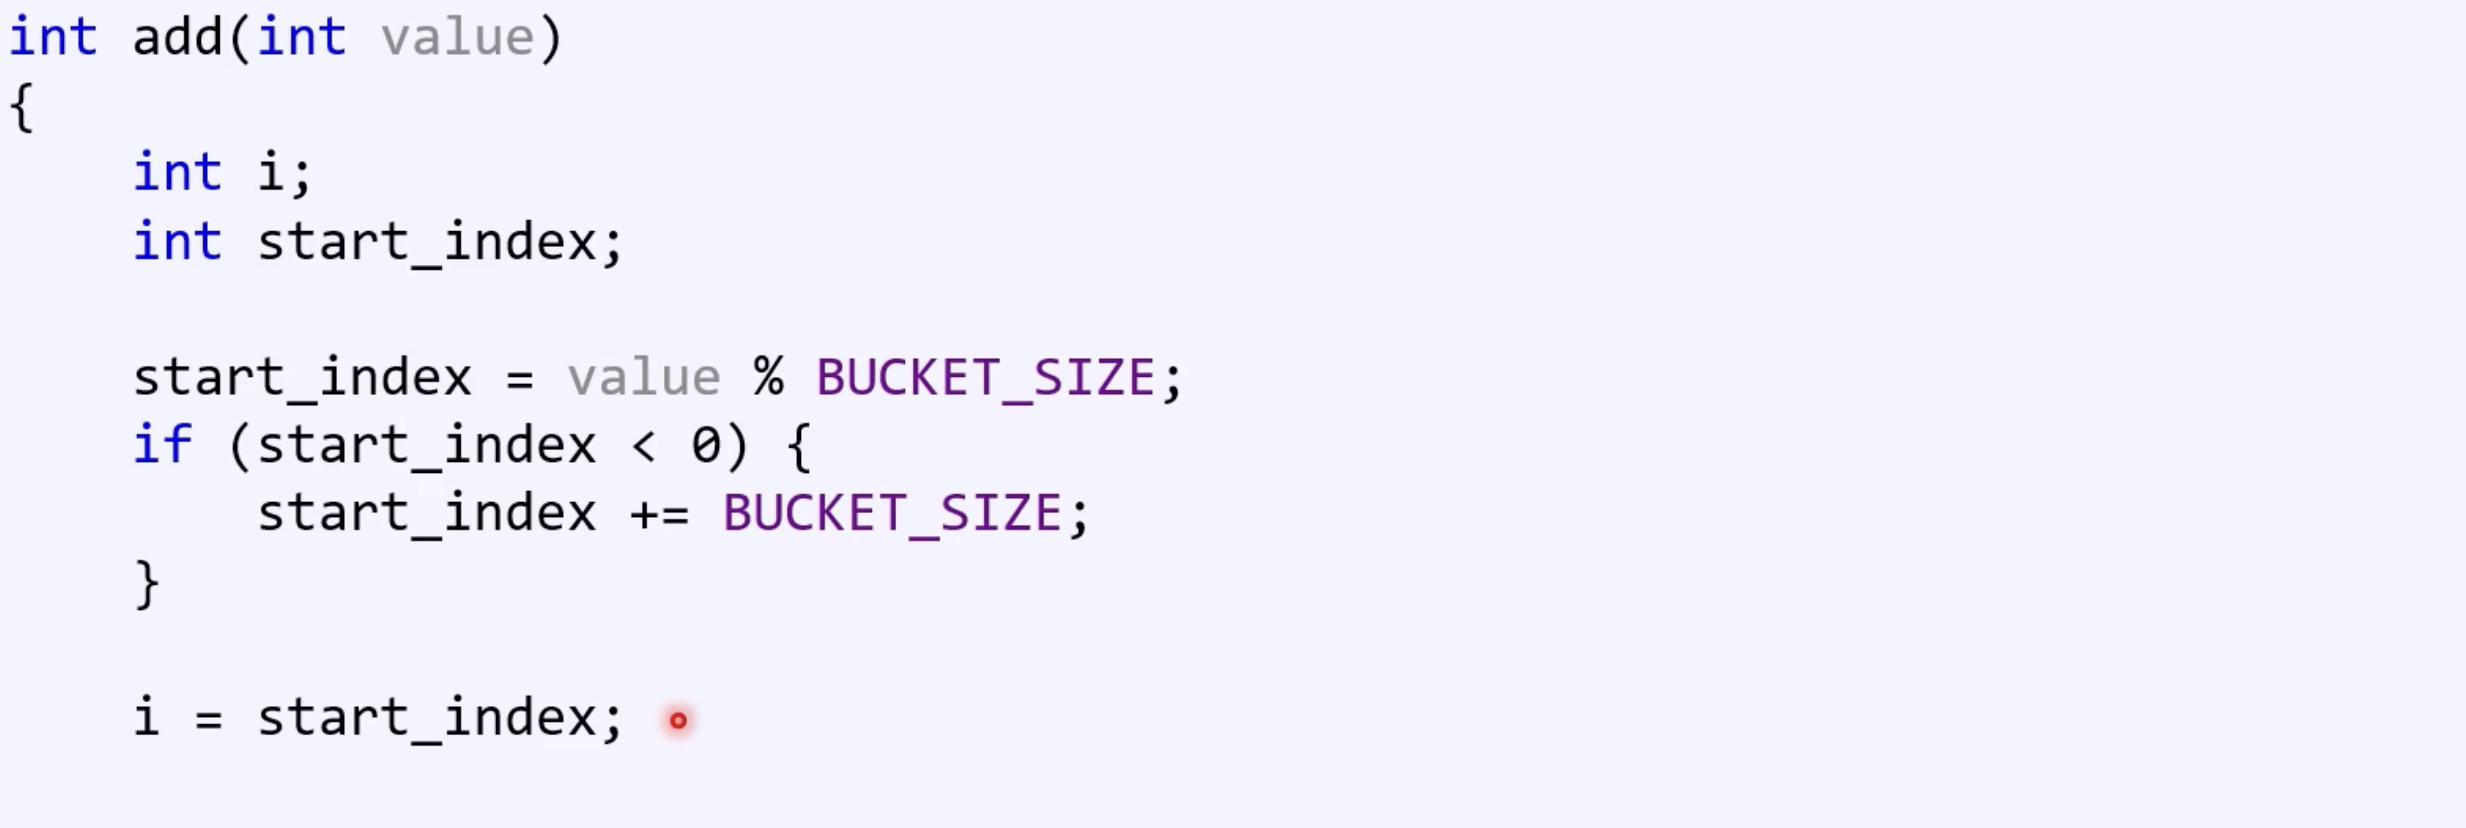 int add(int value)
{
    int i;
    int start_index;

    start_index = value % BUCKET_SIZE;
    if (start_index < 0) {
        start_index += BUCKET_SIZE;
    }

    i = start_index;